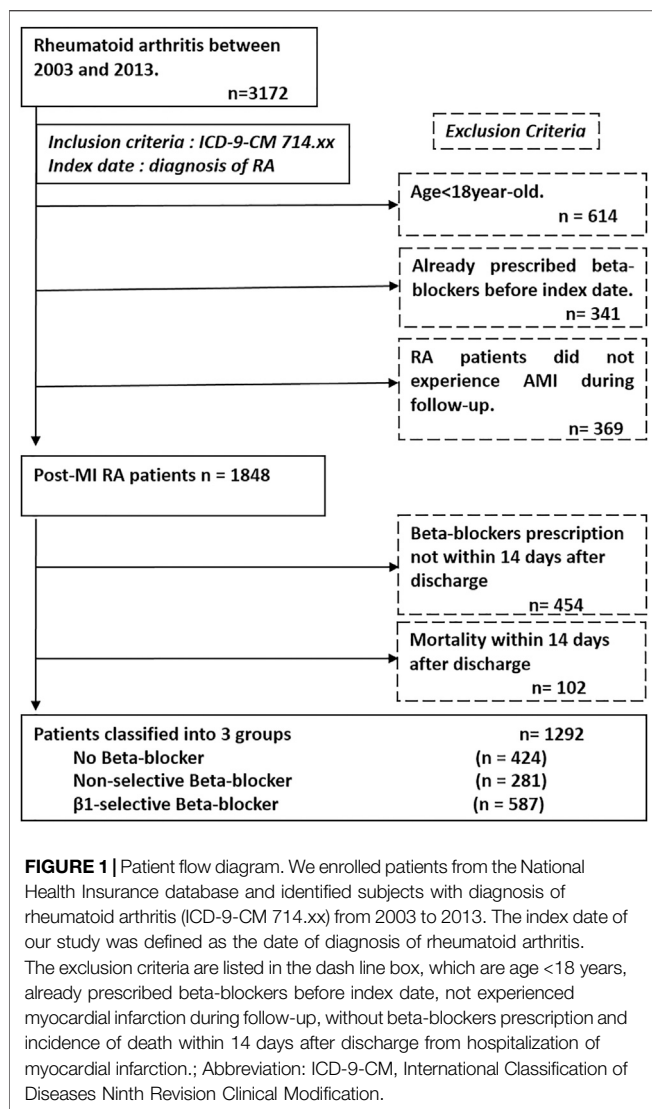 Rheumatoid arthritis between
2003 and 2013.
n=3172
Inclusion criteria : ICD-9-CM 714.xx
Index date : diagnosis of RA
Exclusion Criteria
Age<18year-old.
n = 614
Already prescribed beta-
blockers before index date.
n= 341
RA patients did not
experience AMI during
follow-up.
n= 369
Post-MI RA patients n = 1848
Beta-blockers prescription
not within 14 days after
discharge
n= 454
Mortality within 14 days
after discharge
n= 102
Patients classified into 3 groups n= 1292
No Beta-blocker (n = 424)
Non-selective Beta-blocker (n = 281)
β1-selective Beta-blocker (n = 587)
FIGURE 1 | Patient flow diagram. We enrolled patients from the National
Health Insurance database and identified subjects with diagnosis of
rheumatoid arthritis (ICD-9-CM 714.xx) from 2003 to 2013. The index date of
our study was defined as the date of diagnosis of rheumatoid arthritis.
The exclusion criteria are listed in the dash line box, which are age <18 years,
already prescribed beta-blockers before index date, not experienced
myocardial infarction during follow-up, without beta-blockers prescription and
incidence of death within 14 days after discharge from hospitalization of
myocardial infarction.; Abbreviation: ICD-9-CM, International Classification of
Diseases Ninth Revision Clinical Modification.